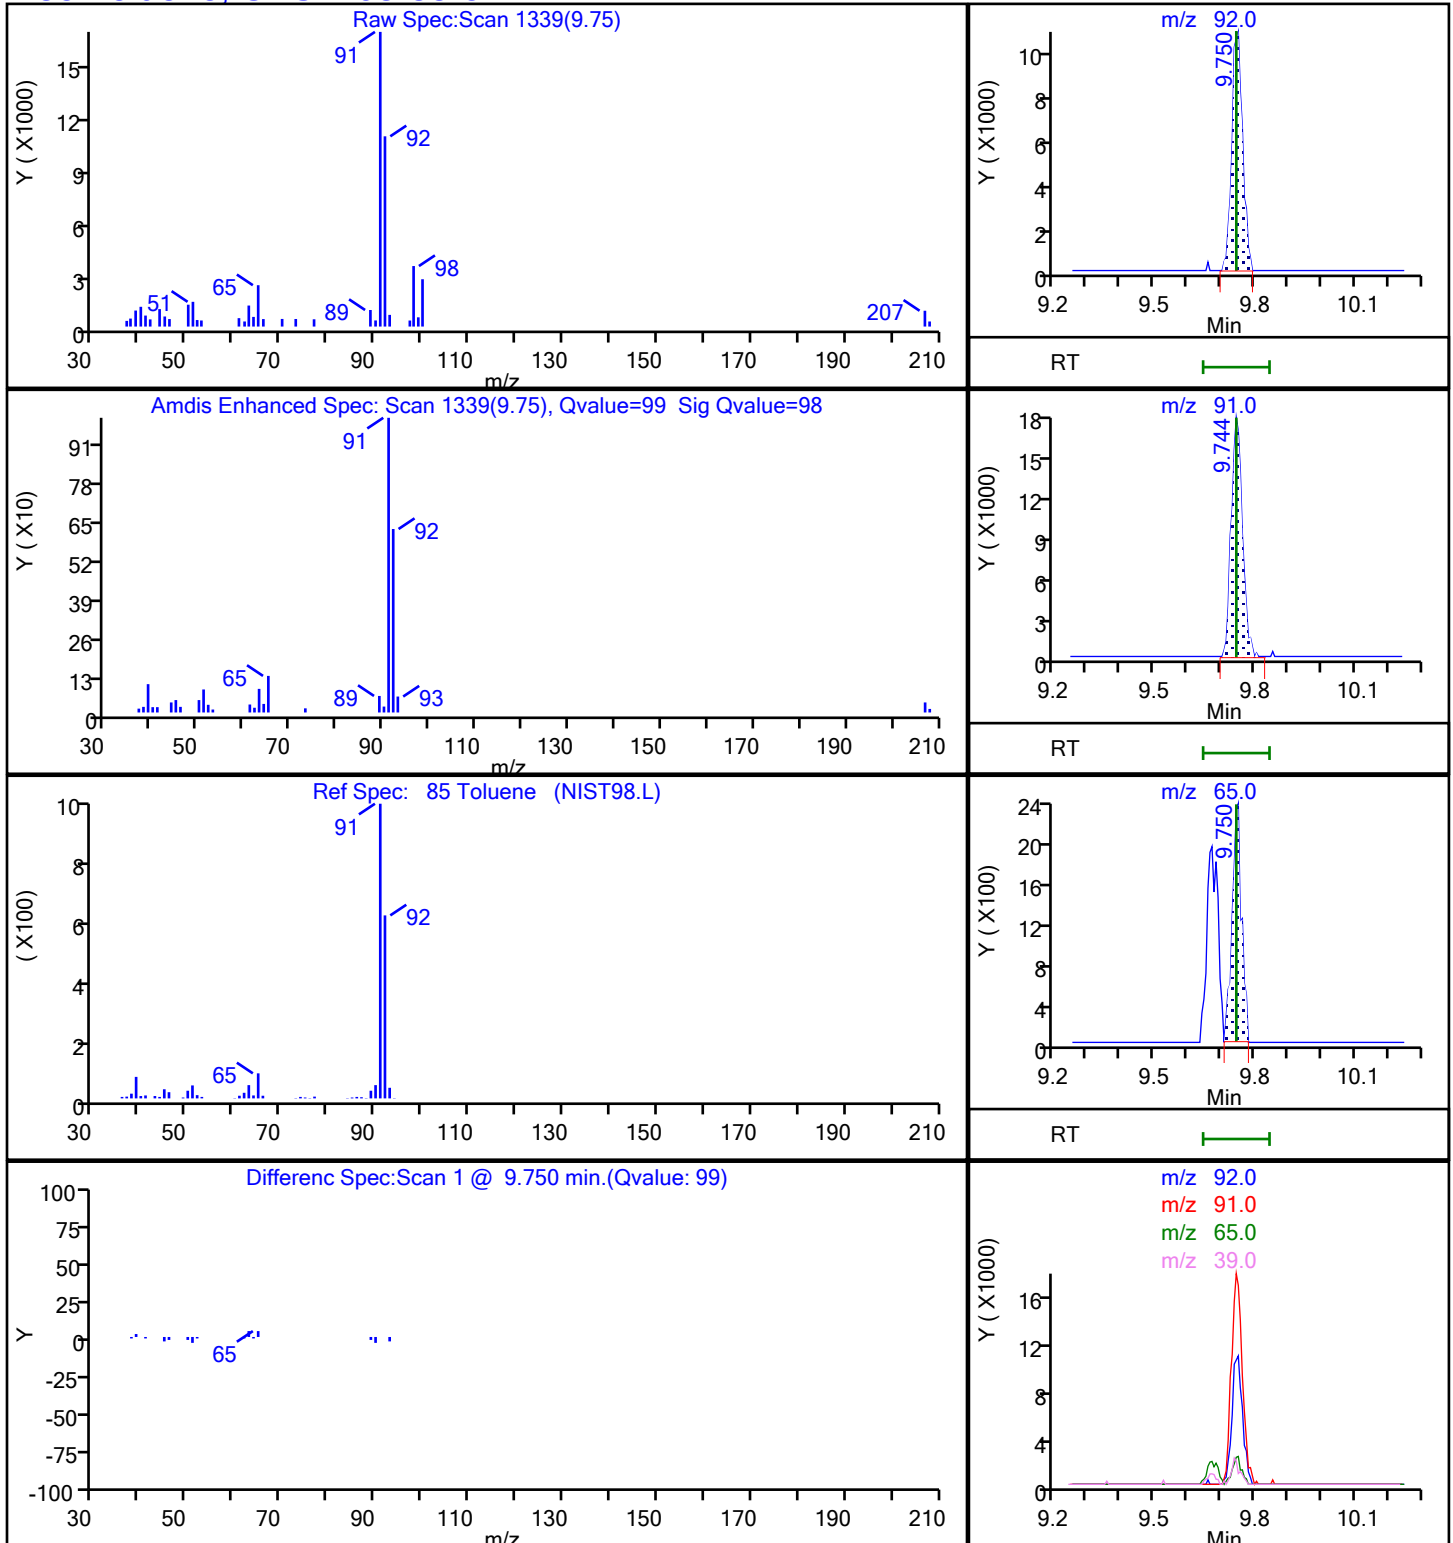 Raw Spec:Scan 1339(9.75)
Y ( X1000)
15
12
9
6
3
0
91
92
98
65
51
89
207
30 50 70 90 110 130 150 170 190 210
m/z
m/z 92.0
Y ( X1000)
10
8
6
4
2
0
9.750
9.2 9.5 9.8 10.1
Min
RT
Amdis Enhanced Spec: Scan 1339(9.75), Qvalue=99 Sig Qvalue=98
Y ( X10)
91
78
65
52
39
26
13
0
91
92
65
89
93
30 50 70 90 110 130 150 170 190 210
m/z
m/z 91.0
Y ( X1000)
18
15
12
9
6
3
0
9.744
9.2 9.5 9.8 10.1
Min
RT
Ref Spec: 85 Toluene (NIST98.L)
( X100)
10
8
6
4
2
0
91
92
65
30 50 70 90 110 130 150 170 190 210
m/z 65.0
Y ( X100)
24
20
16
12
8
4
0
9.750
9.2 9.5 9.8 10.1
Min
RT
Differenc Spec:Scan 1 @ 9.750 min.(Qvalue: 99)
Y
100
75
50
25
0
-25
-50
-75
-100
65
30 50 70 90 110 130 150 170 190 210
m/z
m/z 92.0
m/z 91.0
m/z 65.0
m/z 39.0
Y ( X1000)
16
12
8
4
0
9.2 9.5 9.8 10.1
Min